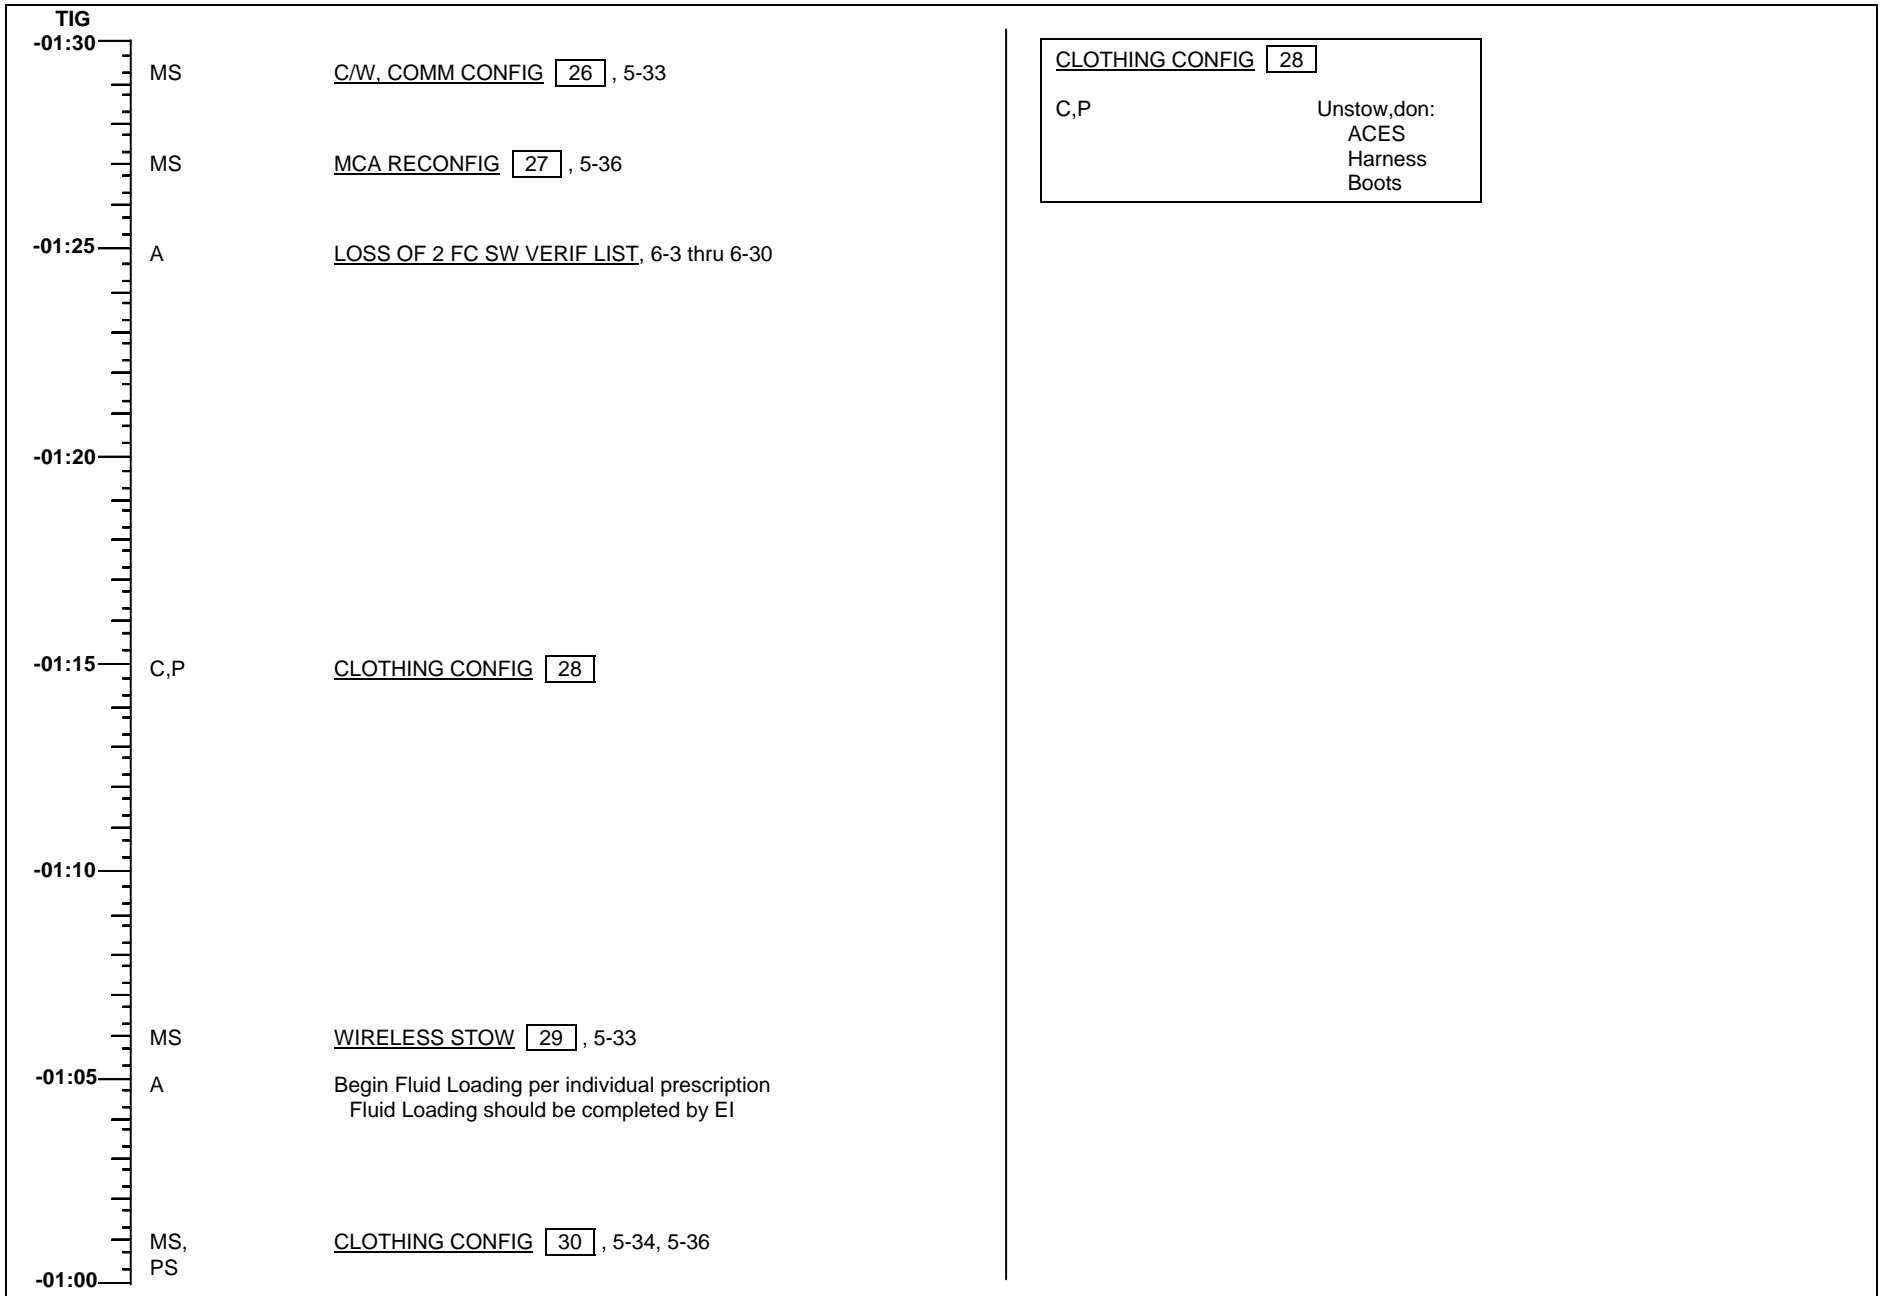 TIG
-01:30
MS C/W, COMM CONFIG 26 , 5-33
MS MCA RECONFIG 27 , 5-36
-01:25
A LOSS OF 2 FC SW VERIF LIST, 6-3 thru 6-30
-01:20
-01:15
C,P CLOTHING CONFIG 28
-01:10
MS WIRELESS STOW 29 , 5-33
-01:05
A Begin Fluid Loading per individual prescription
Fluid Loading should be completed by EI
MS, CLOTHING CONFIG 30 , 5-34, 5-36
PS
-01:00
CLOTHING CONFIG 28
C,P Unstow,don:
ACES
Harness
Boots